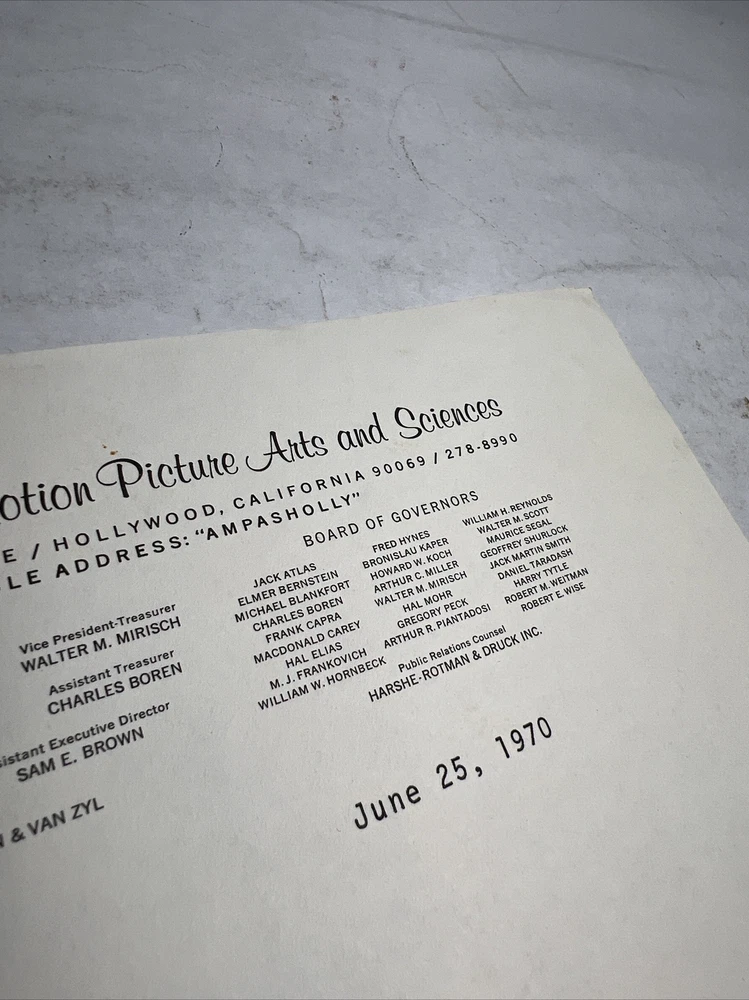 otion Picture Arts and Sciences
E / HOLLYWOOD, CALIFORNIA 90069 / 278-8990
LE ADDRESS: "AMPASHOLLY"
BOARD OF GOVERNORS
Vice President-Treasurer
WALTER M. MIRISCH
Assistant Treasurer
CHARLES BOREN
sistant Executive Director
SAM E. BROWN
N & VAN ZYL
JACK ATLAS
ELMER BERNSTEIN
MICHAEL BLANKFORT
CHARLES BOREN
FRANK CAPRA
MACDONALD CAREY
HAL ELIAS
M. J. FRANKOVICH
WILLIAM W. HORNBECK
FRED HYNES
BRONISLAU KAPER
HOWARD W. KOCH
ARTHUR C. MILLER
WALTER M. MIRISCH
HAL MOHR
GREGORY PECK
ARTHUR R. PIANTADOSI
WILLIAM H. REYNOLDS
WALTER M. SCOTT
MAURICE SEGAL
GEOFFREY SHURLOCK
JACK MARTIN SMITH
DANIEL TARADASH
HARRY TYTLE
ROBERT M. WEITMAN
ROBERT E. WISE
Public Relations Counsel
HARSHE-ROTMAN & DRUCK INC.
June 25, 1970